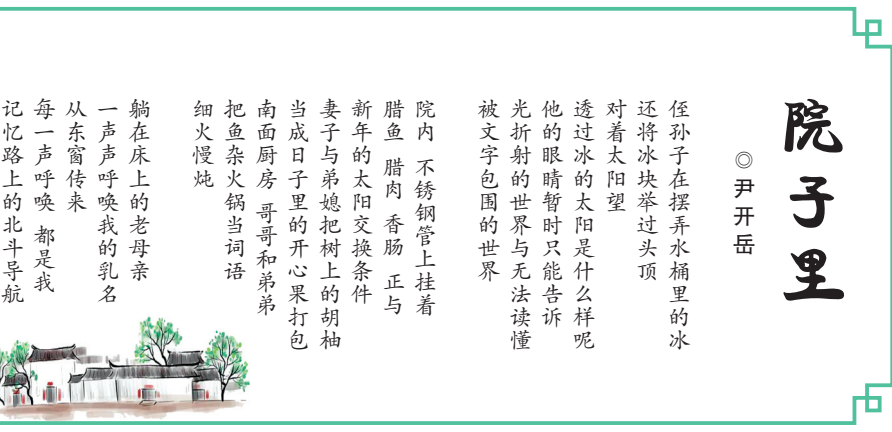 院子里
◎尹开岳
侄孙子在摆弄水桶里的冰
还将冰块举过头顶
对着太阳望
透过冰的太阳是什么样呢
他的眼睛暂时只能告诉
光折射的世界与无法读懂
被文字包围的世界
院内 不锈钢管上挂着
腊鱼 腊肉 香肠 正与
新年的太阳交换条件
妻子与弟媳把树上的胡柚
当成日子里的开心果打包
南面厨房 哥哥和弟弟
把鱼杂火锅当词语
细火慢炖
躺在床上的老母亲
一声声呼唤我的乳名
从东窗传来
每一声呼唤 都是我
记忆路上的北斗导航